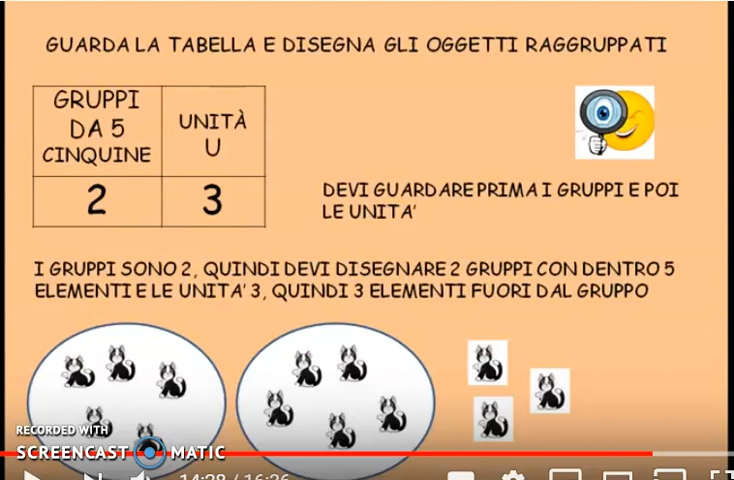 GUARDA LA TABELLA E DISEGNA GLI OGGETTI RAGGRUPPATI
GRUPPI
DA 5
CINQUINE
UNITÀ
U
2
3
DEVI GUARDARE PRIMA I GRUPPI E POI
LE UNITA'
I GRUPPI SONO 2, QUINDI DEVI DISEGNARE 2 GRUPPI CON DENTRO 5
ELEMENTI E LE UNITA' 3, QUINDI 3 ELEMENTI FUORI DAL GRUPPO
RECORDED WITH
SCREENCAST MATIC